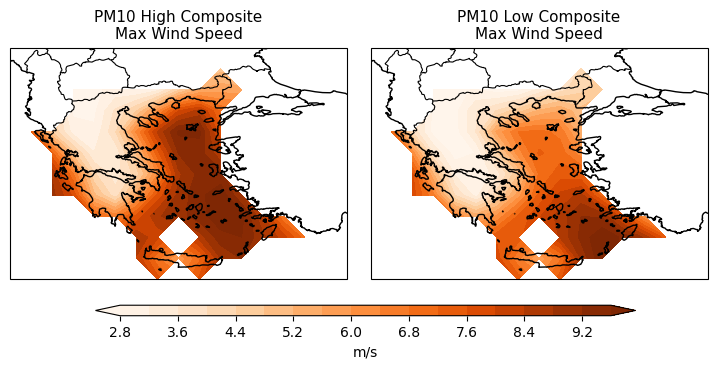 PM10 High Composite
Max Wind Speed
PM10 Low Composite
Max Wind Speed
2.8 3.6 4.4 5.2 6.0 6.8 7.6 8.4 9.2
m/s